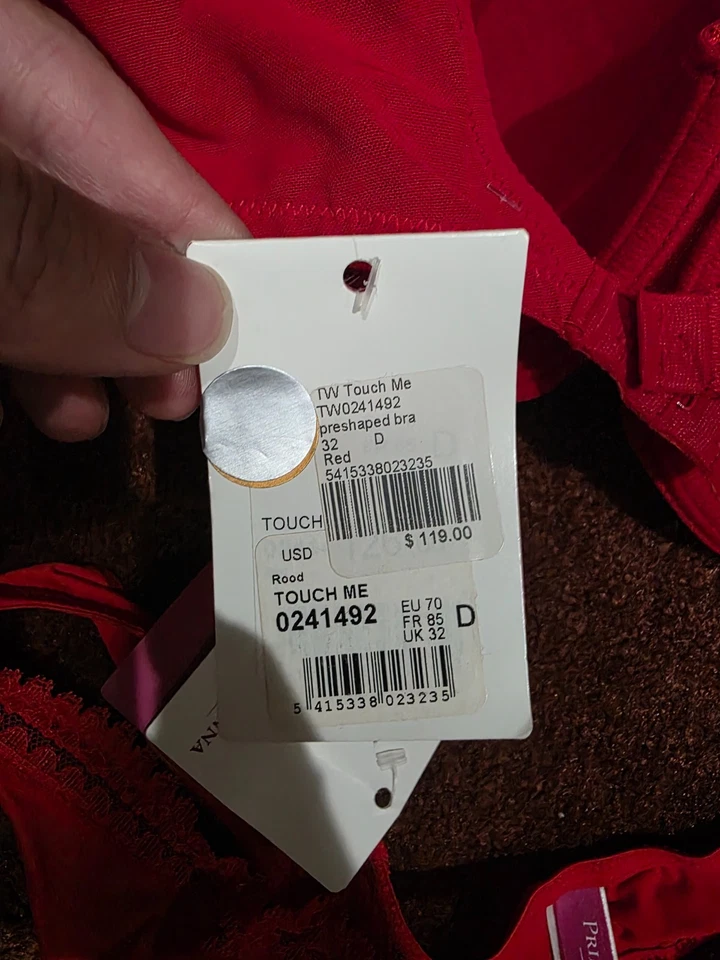 TW Touch Me
TW0241492
preshaped bra
32 D
Red
5415338023235
$ 119.00
TOUCH
USD
Rood
TOUCH ME
0241492
EU 70
FR 85
UK 32
D
5 415338 023235